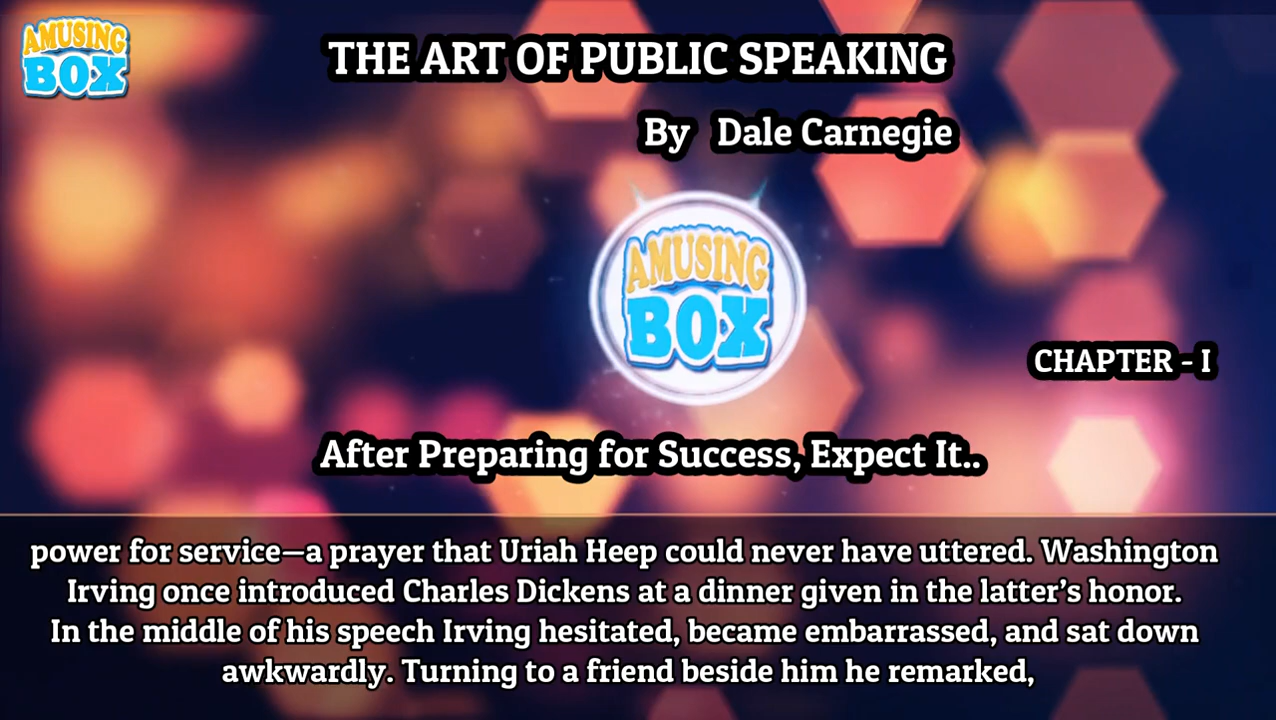 AMUSING
BOX
THE ART OF PUBLIC SPEAKING
By Dale Carnegie
AMUSING
BOX
CHAPTER - I
After Preparing for Success, Expect It..
power for service—a prayer that Uriah Heep could never have uttered. Washington
Irving once introduced Charles Dickens at a dinner given in the latter’s honor.
In the middle of his speech Irving hesitated, became embarrassed, and sat down
awkwardly. Turning to a friend beside him he remarked,